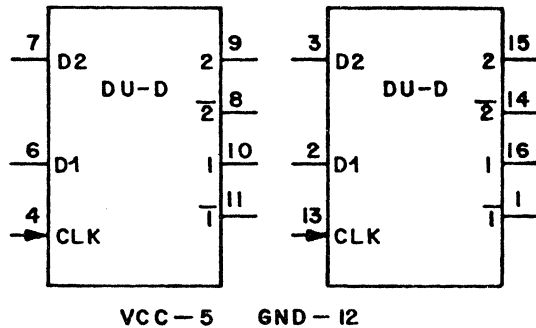 7 9 3 15
D2 2 D2 2
DU-D DU-D
8 14
2̅ 2̅
6 10 2 16
D1 1 D1 1
4 11 13 1
1̅ 1̅
CLK CLK
VCC-5 GND-12